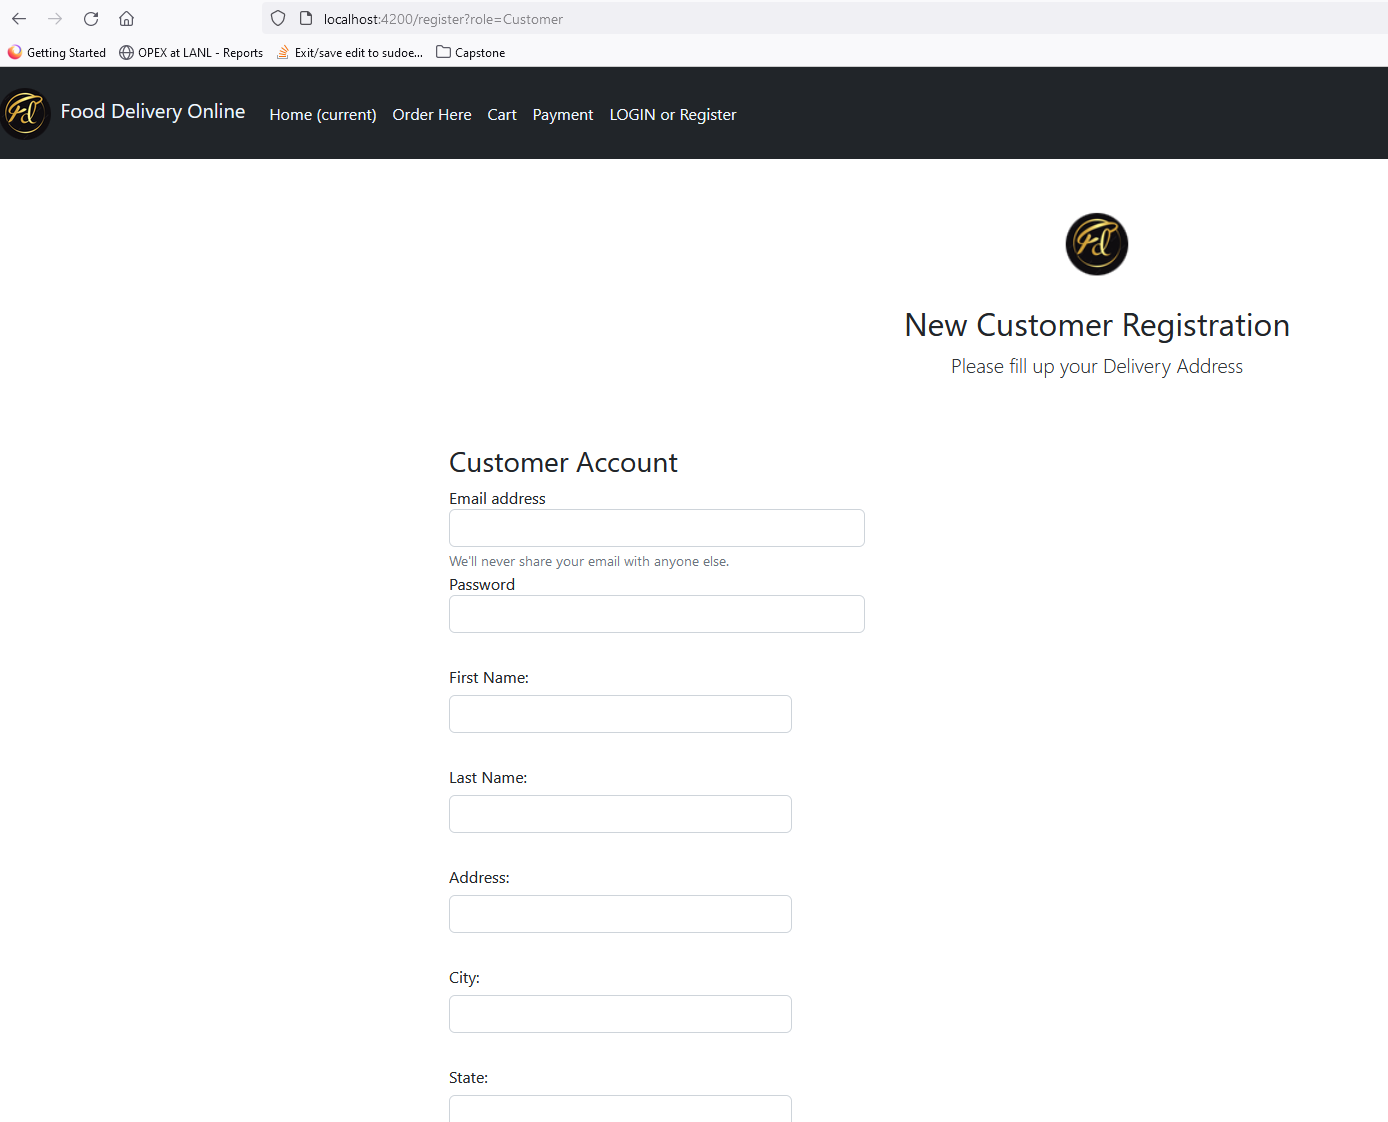 localhost:4200/register?role=Customer
Getting Started OPEX at LANL - Reports Exit/save edit to sudoe... Capstone
Fd Food Delivery Online Home (current) Order Here Cart Payment LOGIN or Register
Fd
New Customer Registration
Please fill up your Delivery Address
Customer Account
Email address
We'll never share your email with anyone else.
Password
First Name:
Last Name:
Address:
City:
State: